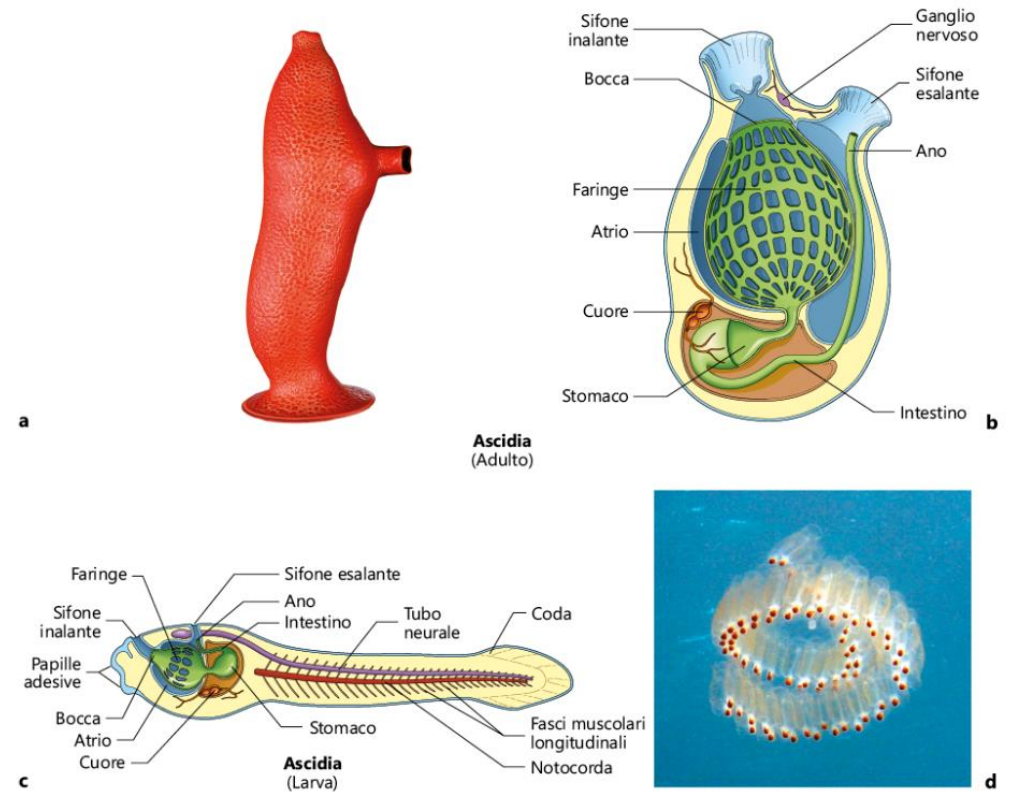 Sifone
inalante
Bocca
Faringe
Atrio
Cuore
Stomaco
Ganglio
nervoso
Sifone
esalante
Ano
Intestino
a
b
Ascidia
(Adulto)
Faringe
Sifone
inalante
Papille
adesive
Bocca
Atrio
Cuore
Sifone esalante
Ano
Intestino
Tubo
neurale
Coda
Stomaco
Fasci muscolari
longitudinali
Notocorda
Ascidia
(Larva)
c
d